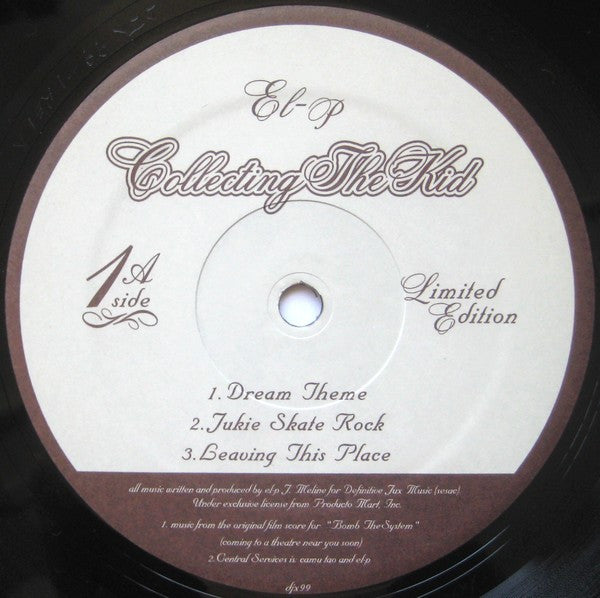 El-P
Collecting The Kid
1A
side
Limited
Edition
1. Dream Theme
2. Jukie Skate Rock
3. Leaving This Place
all music written and produced by el-p J. Meline for Definitive Jux Music (sesac)
Under exclusive license from Producto Mart, Inc.
1. music from the original film score for "Bomb The System"
(coming to a theatre near you soon)
2. Central Services is: camu tao and el-p
djx99